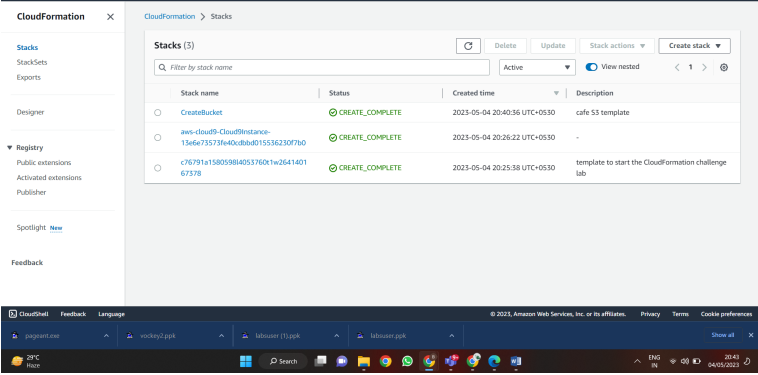 CloudFormation
CloudFormation > Stacks
Stacks
StackSets
Exports
Designer
Registry
Public extensions
Activated extensions
Publisher
Spotlight New
Feedback
Stacks (3)
Delete Update Stack actions Create stack
Filter by stack name
Active
View nested
1
Stack name Status Created time Description
CreateBucket CREATE_COMPLETE 2023-05-04 20:40:36 UTC+0530 cafe S3 template
aws-cloud9-Cloud9Instance-
13e6e73573fe40cdbbd015536230f7b0 CREATE_COMPLETE 2023-05-04 20:26:22 UTC+0530 -
c76791a1580598l4053760t1w2641401
67378 CREATE_COMPLETE 2023-05-04 20:25:38 UTC+0530 template to start the CloudFormation challenge
lab
CloudShell Feedback Language © 2023, Amazon Web Services, Inc. or its affiliates. Privacy Terms Cookie preferences
pageant.exe vockey2.ppk labsuser (1).ppk labsuser.ppk Show all
29°C
Haze
Search
ENG
IN
20:43
04/05/2023